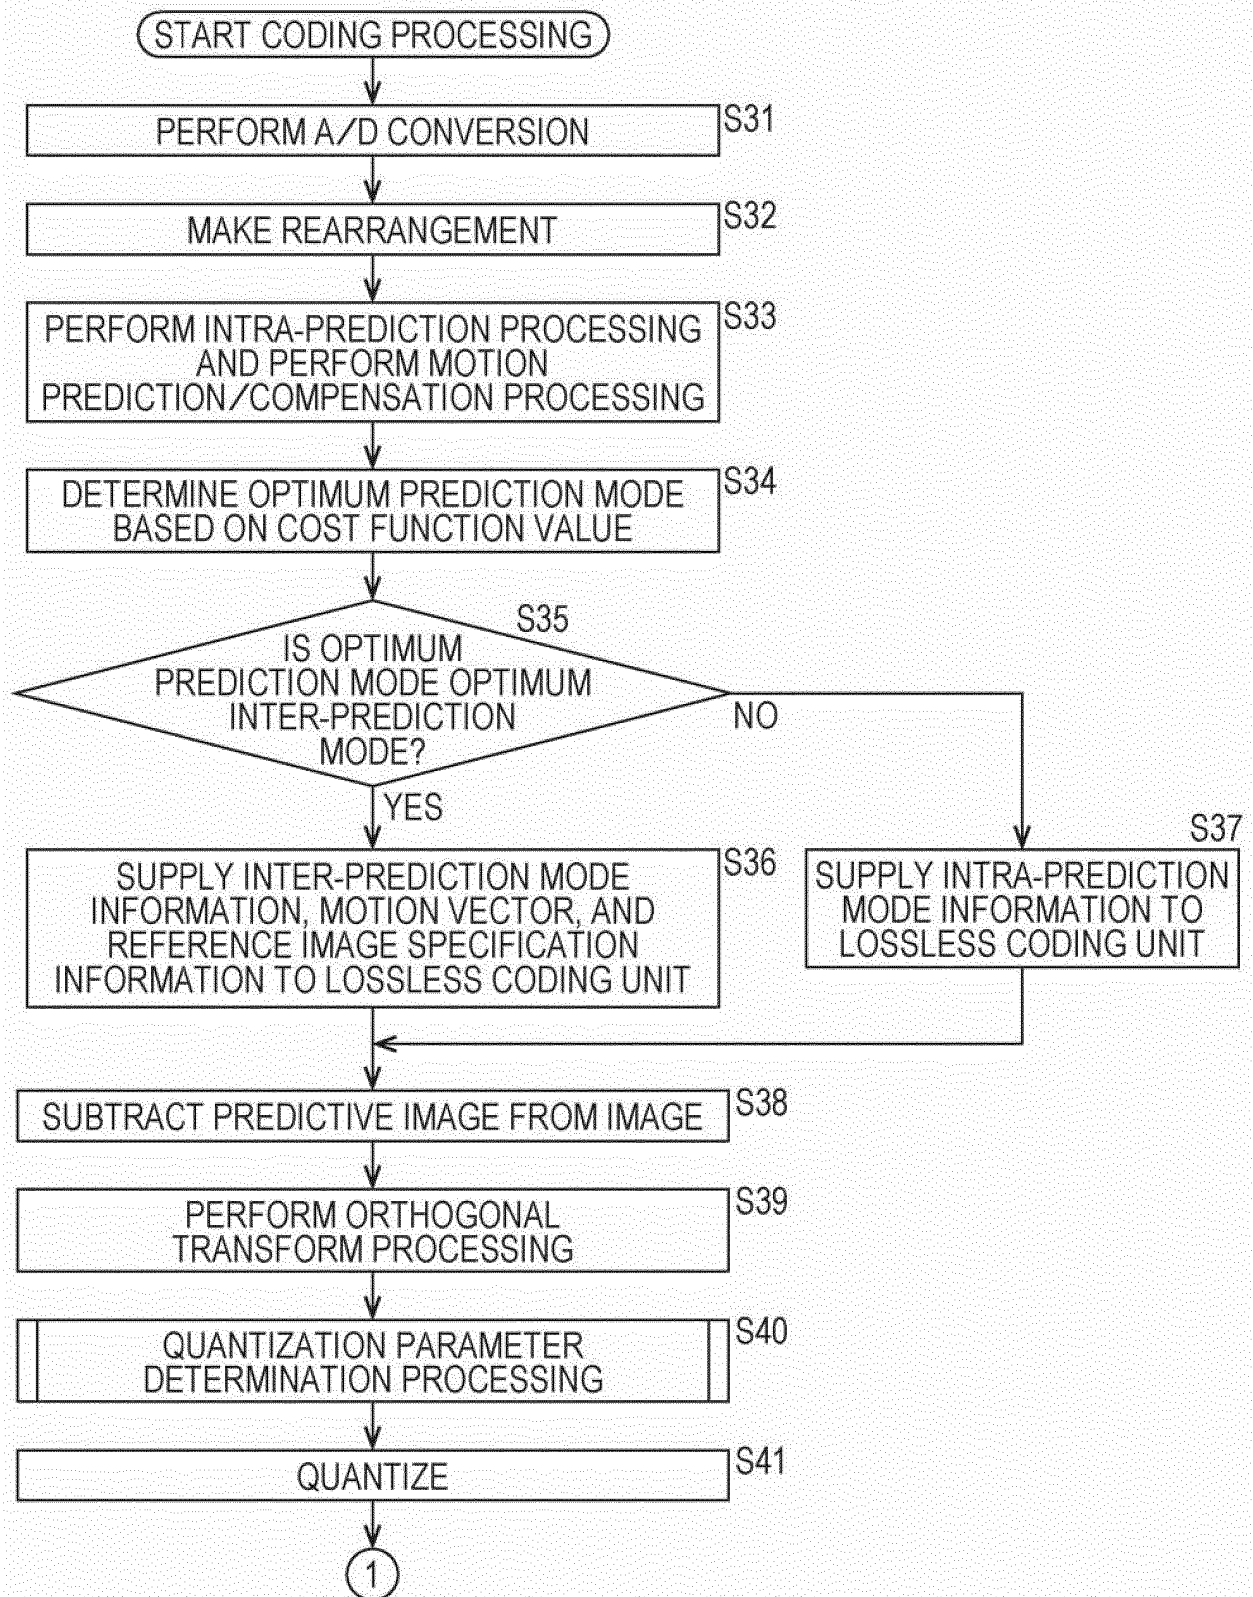 START CODING PROCESSING
S31
PERFORM A/D CONVERSION
S32
MAKE REARRANGEMENT
S33
PERFORM INTRA-PREDICTION PROCESSING
AND PERFORM MOTION
PREDICTION/COMPENSATION PROCESSING
S34
DETERMINE OPTIMUM PREDICTION MODE
BASED ON COST FUNCTION VALUE
S35
IS OPTIMUM
PREDICTION MODE OPTIMUM
INTER-PREDICTION
MODE?
NO
YES
S36
SUPPLY INTER-PREDICTION MODE
INFORMATION, MOTION VECTOR, AND
REFERENCE IMAGE SPECIFICATION
INFORMATION TO LOSSLESS CODING UNIT
S37
SUPPLY INTRA-PREDICTION
MODE INFORMATION TO
LOSSLESS CODING UNIT
S38
SUBTRACT PREDICTIVE IMAGE FROM IMAGE
S39
PERFORM ORTHOGONAL
TRANSFORM PROCESSING
S40
QUANTIZATION PARAMETER
DETERMINATION PROCESSING
S41
QUANTIZE
1